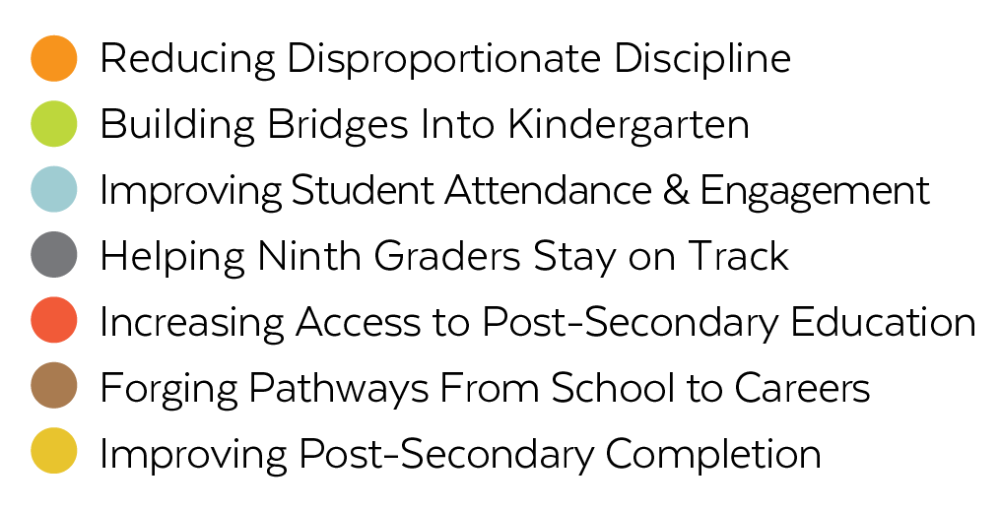 Reducing Disproportionate Discipline
Building Bridges Into Kindergarten
Improving Student Attendance & Engagement
Helping Ninth Graders Stay on Track
Increasing Access to Post-Secondary Education
Forging Pathways From School to Careers
Improving Post-Secondary Completion